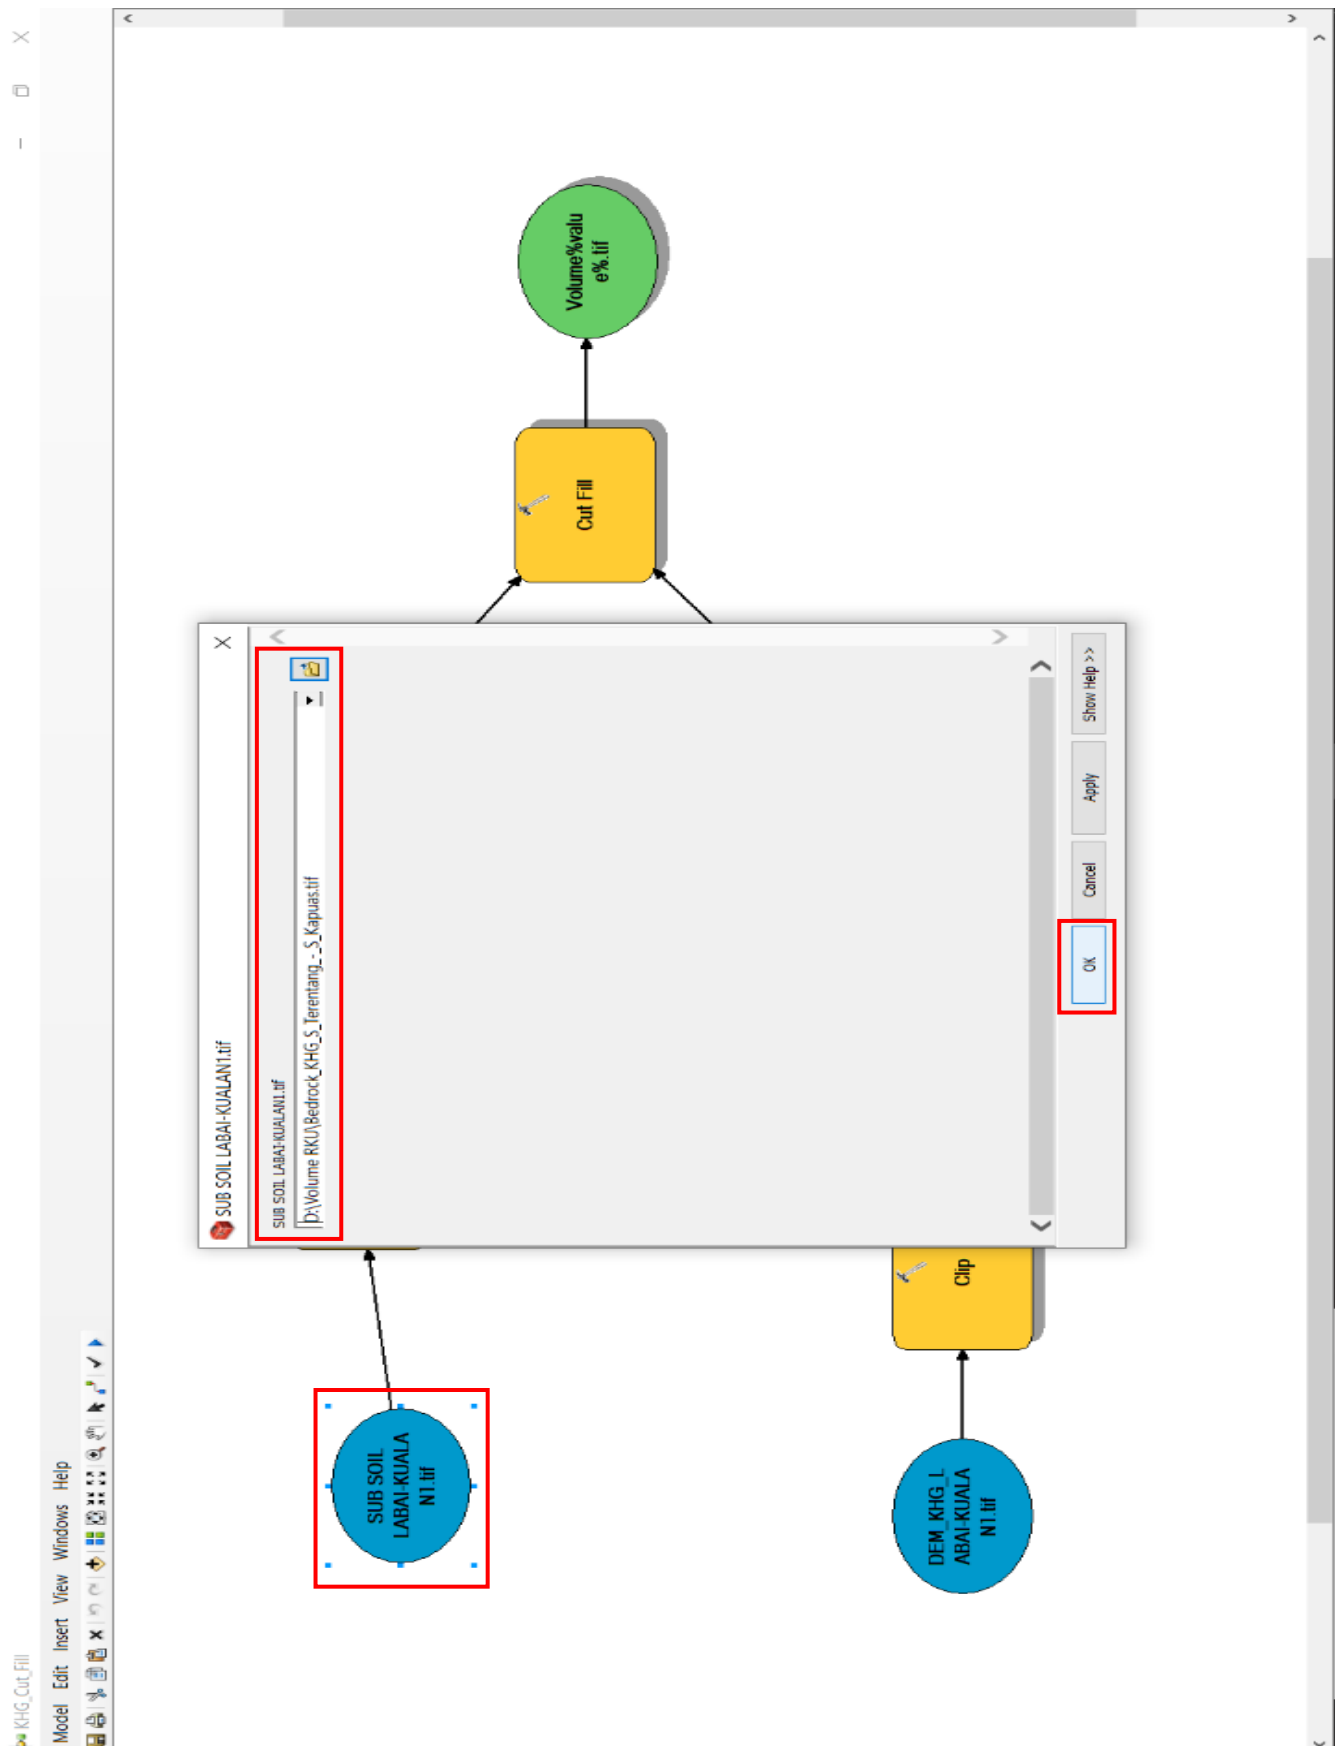 KHG_Cut_Fill
Model Edit Insert View Windows Help
SUB SOIL
LABAI-KUALA
N1.tif
SUB SOIL LABAI-KUALAN1.tif
SUB SOIL LABAI-KUALAN1.tif
D:\Volume RKU\Bedrock_KHG_S_Terentang_-_S_Kapuas.tif
OK
Cancel
Apply
Show Help >>
Cut Fill
Volume%valu
e%.tif
DEM_KHG_L
ABAI-KUALA
N1.tif
Clip